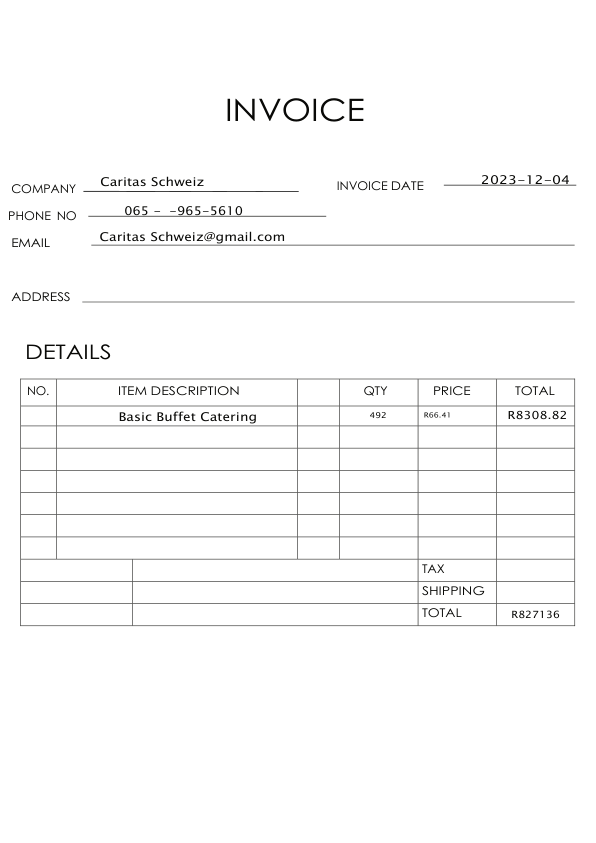 INVOICE
COMPANY Caritas Schweiz INVOICE DATE 2023-12-04
PHONE NO 065 - -965-5610
EMAIL Caritas Schweiz@gmail.com
ADDRESS
DETAILS
NO. ITEM DESCRIPTION QTY PRICE TOTAL
Basic Buffet Catering 492 R66.41 R8308.82
TAX
SHIPPING
TOTAL R827136